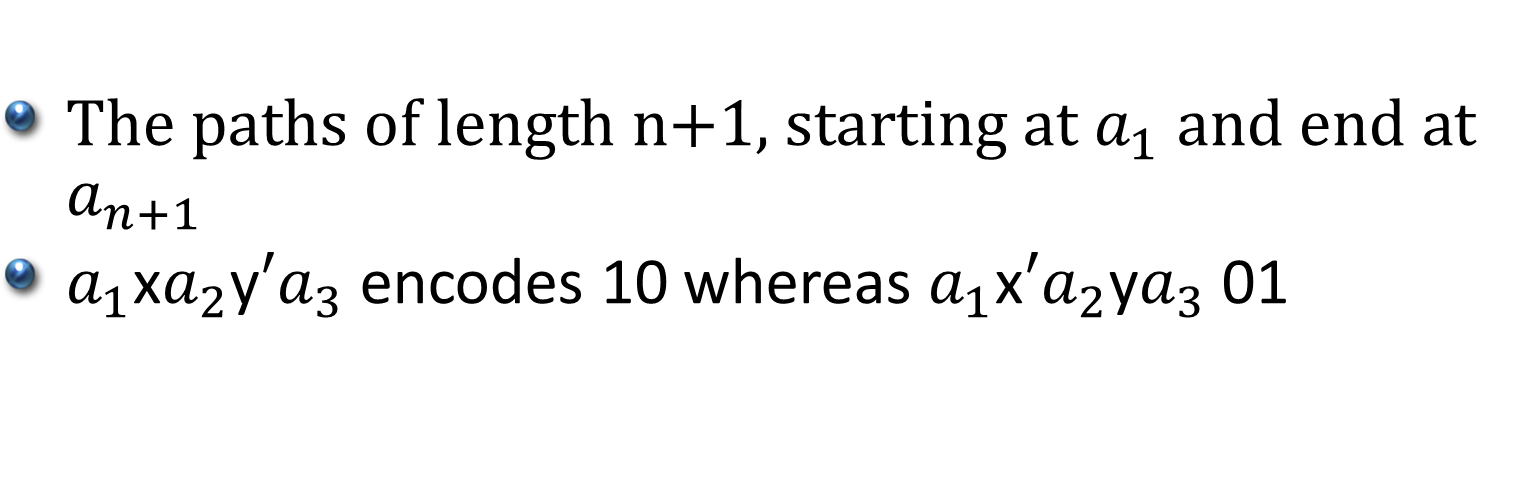 The paths of length n+1, starting at a₁ and end at
aₙ₊₁
a₁xa₂y′a₃ encodes 10 whereas a₁x′a₂ya₃ 01